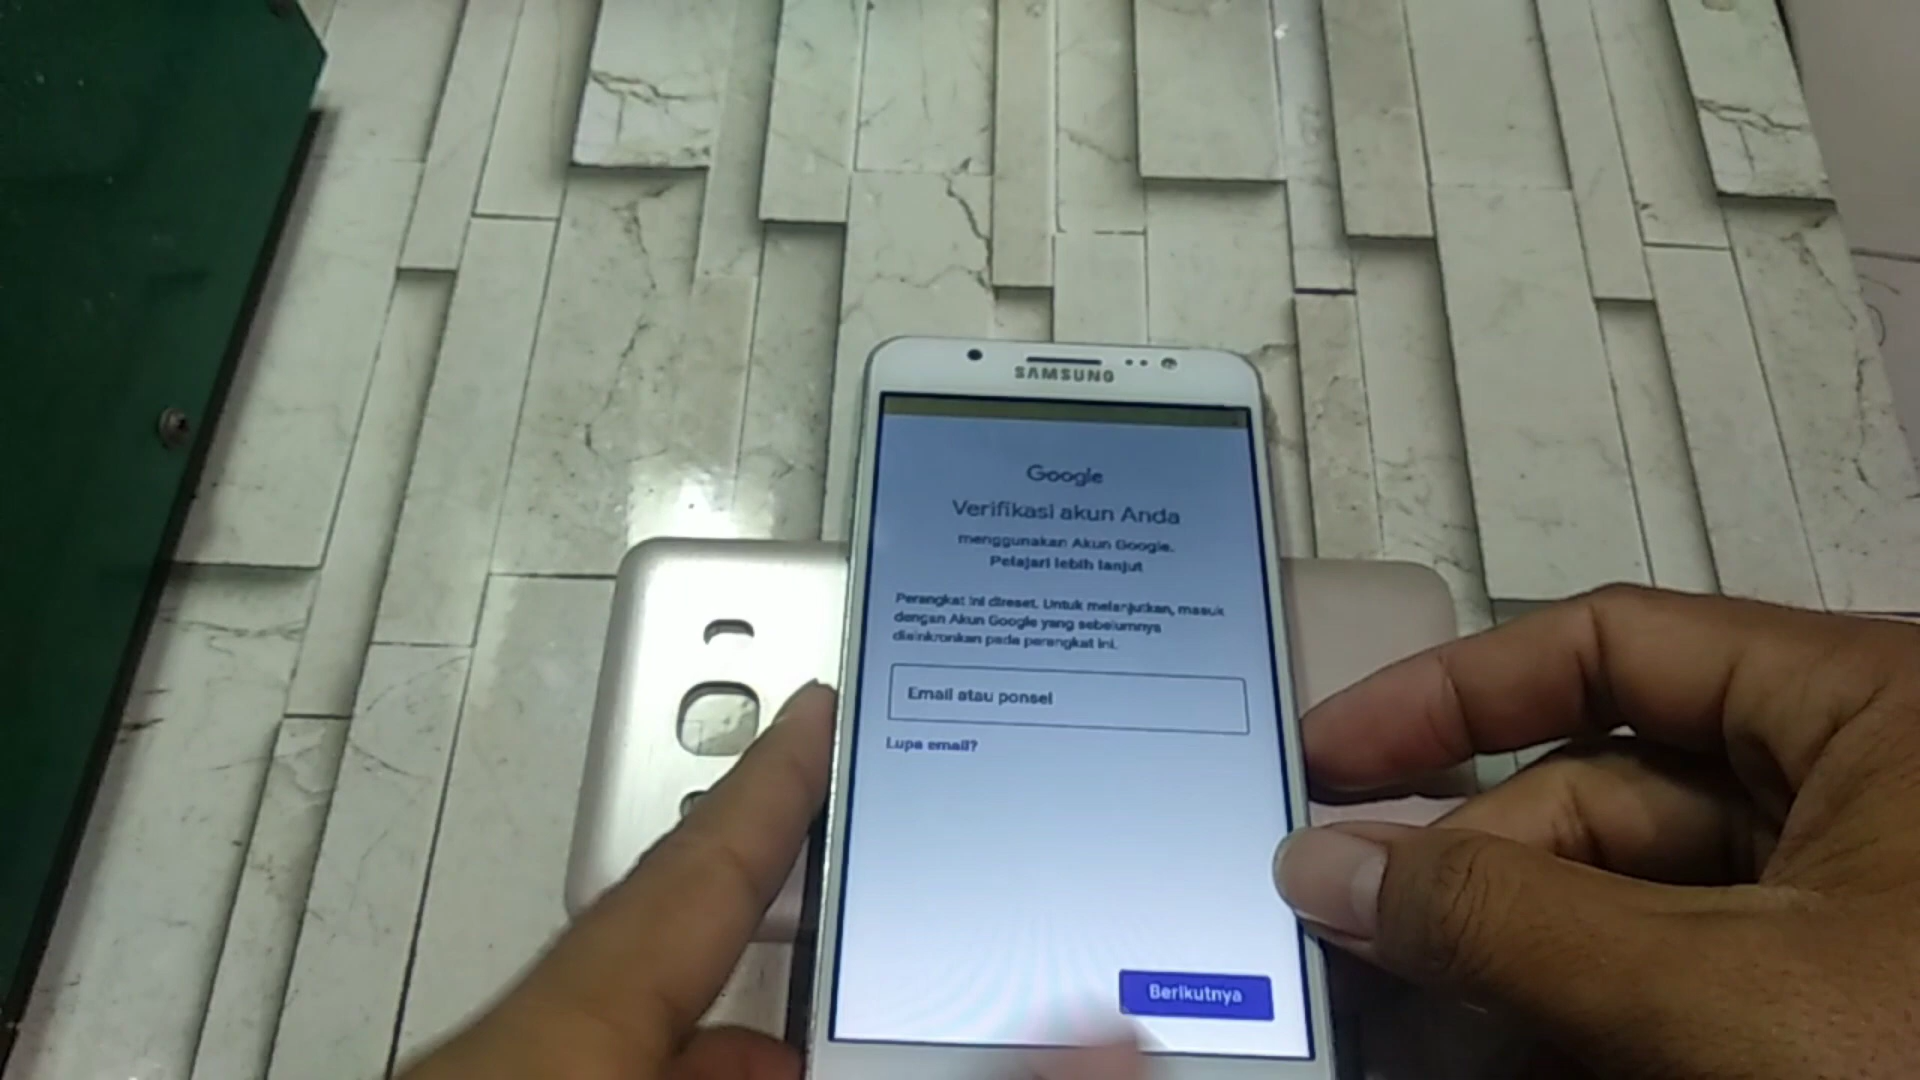 SAMSUNG
Google
Verifikasi akun Anda
menggunakan Akun Google.
Pelajari lebih lanjut
Perangkat ini direset. Untuk melanjutkan, masuk
dengan Akun Google yang sebelumnya
disinkronkan pada perangkat ini.
Email atau ponsel
Lupa email?
Berikutnya